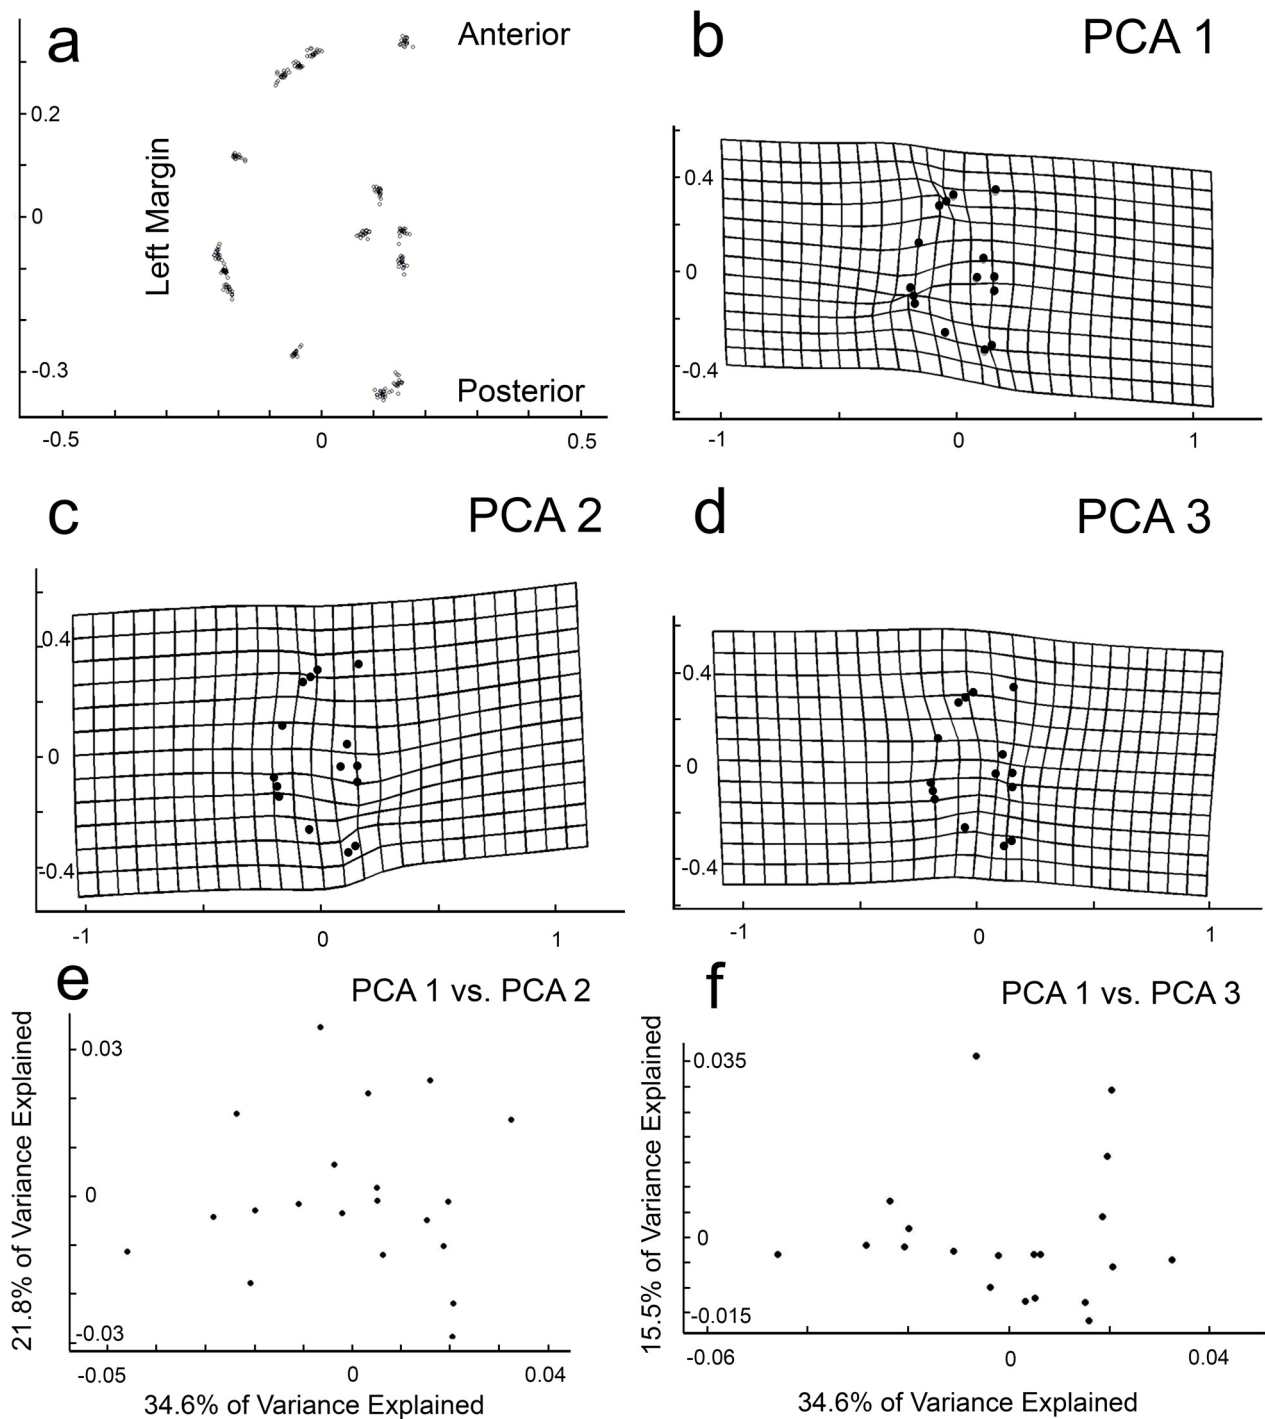 a
Anterior
0.2
0
-0.3
Left Margin
Posterior
-0.5
0
0.5
b
PCA 1
0.4
0
-0.4
-1
0
1
c
PCA 2
0.4
0
-0.4
-1
0
1
d
PCA 3
0.4
0
-0.4
-1
0
1
e
PCA 1 vs. PCA 2
21.8% of Variance Explained
0.03
0
-0.03
-0.05
0
0.04
34.6% of Variance Explained
f
PCA 1 vs. PCA 3
15.5% of Variance Explained
0.035
0
-0.015
-0.06
0
0.04
34.6% of Variance Explained